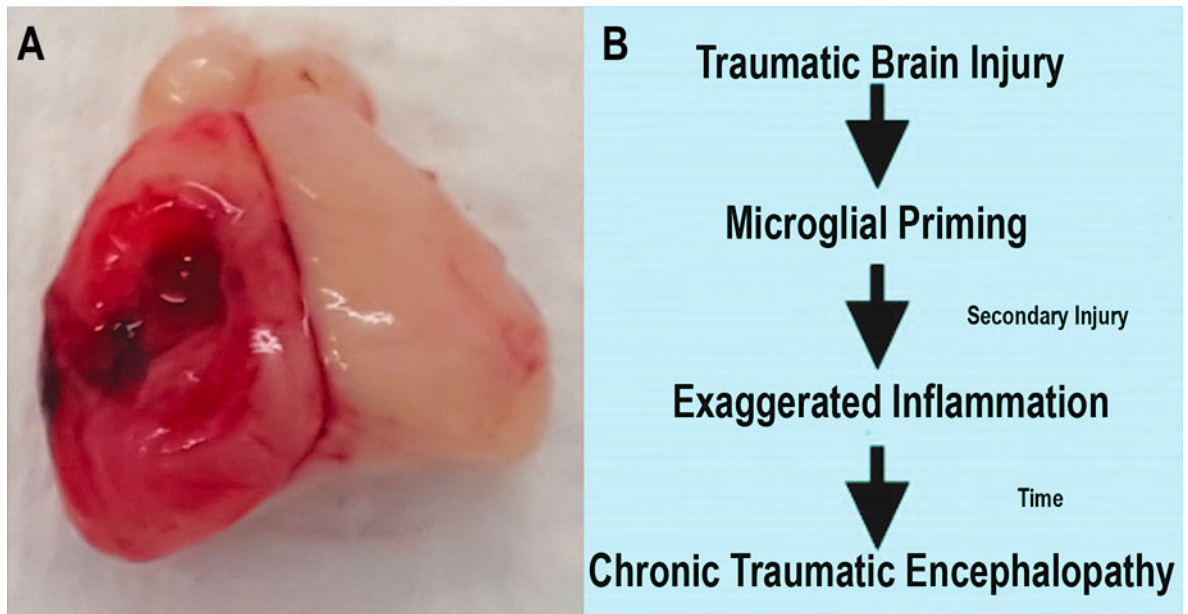 A
B
Traumatic Brain Injury
Microglial Priming
Secondary Injury
Exaggerated Inflammation
Time
Chronic Traumatic Encephalopathy